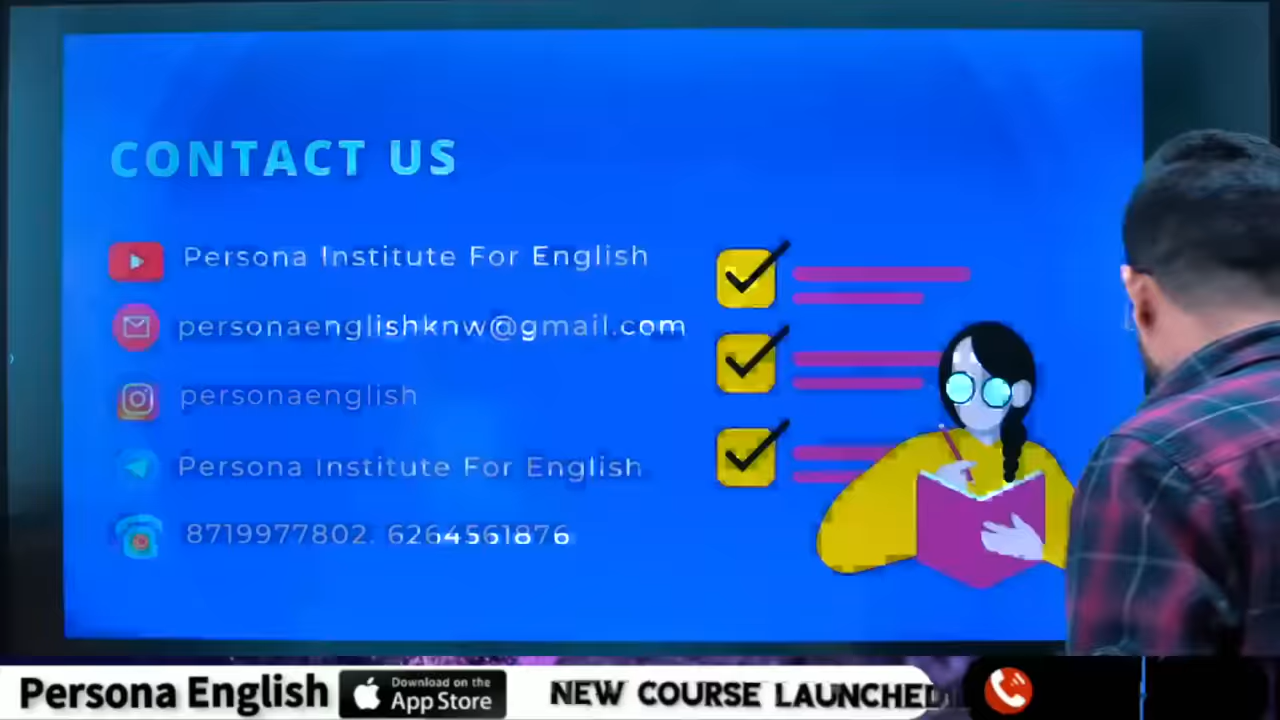 CONTACT US
Persona Institute For English
personaenglishknw@gmail.com
personaenglish
Persona Institute For English
8719977802. 6264561876
Persona English
Download on the
App Store
NEW COURSE LAUNCHED